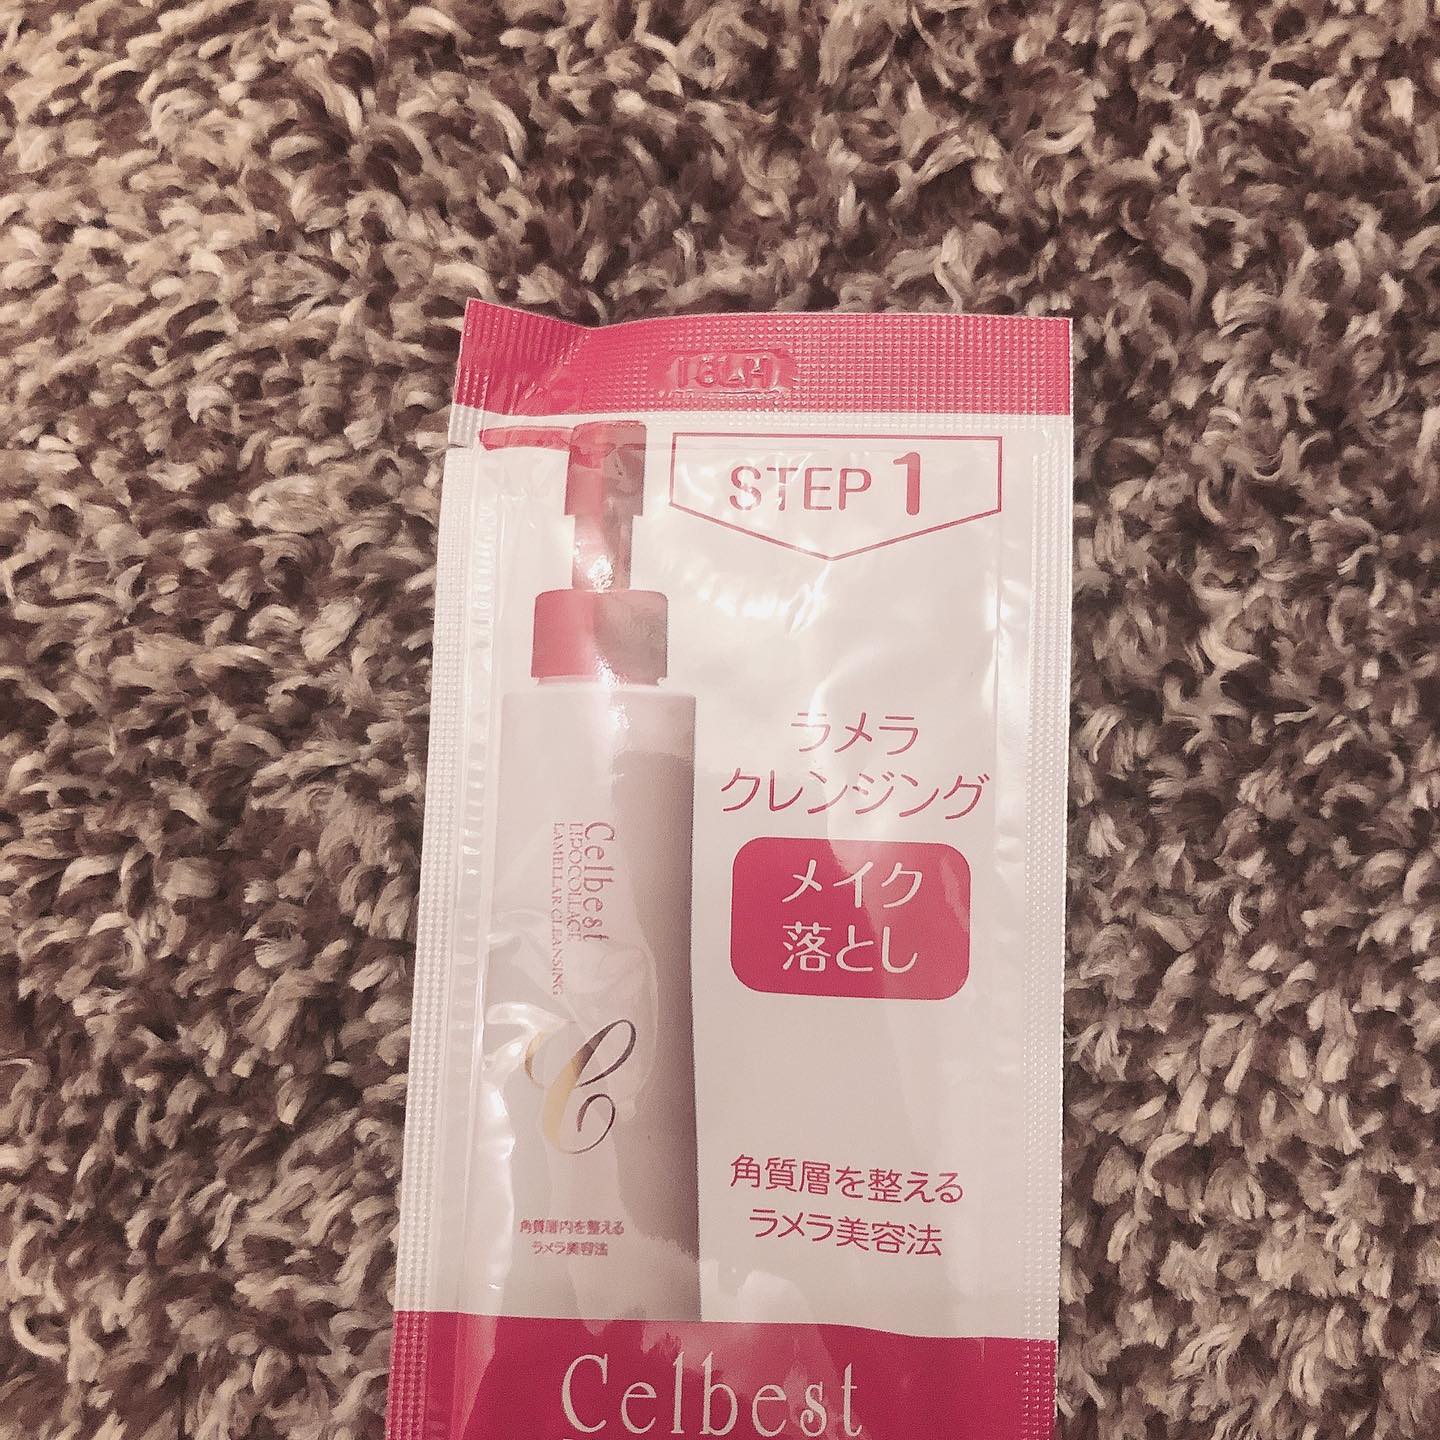 16LH
STEP 1
ラメラ
クレンジング
メイク
落とし
Celbest
LIPOCOLLAGE
LAMELLAR CLEANSING
C
角質層内を整える
ラメラ美容法
角質層を整える
ラメラ美容法
Celbest